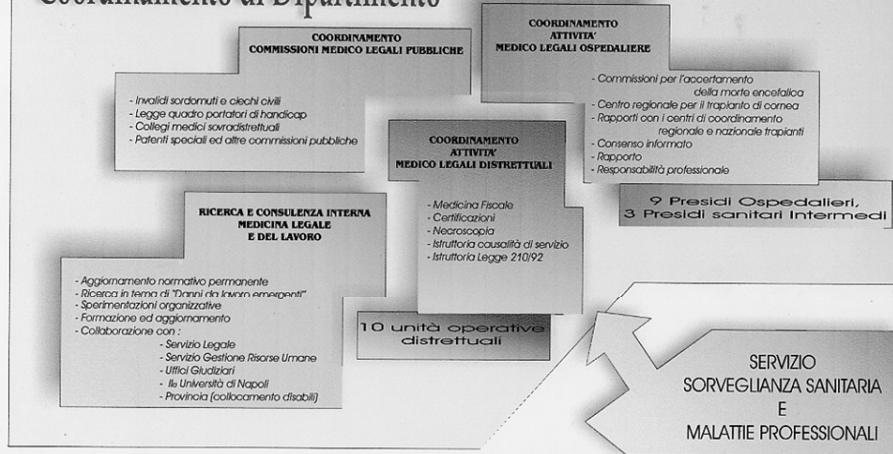 Coordinamento di Dipartimento
COORDINAMENTO
COMMISSIONI MEDICO LEGALI PUBBLICHE
- Invalidi sordomuti e ciechi civili
- Legge quadro portatori di handicap
- Collegi medici sovradistrettuali
- Patenti speciali ed altre commissioni pubbliche
COORDINAMENTO
ATTIVITA'
MEDICO LEGALI OSPEDALIERE
- Commissioni per l'accertamento
della morte encefalica
- Centro regionale per il trapianto di cornea
- Rapporti con i centri di coordinamento
regionale e nazionale trapianti
- Consenso informato
- Rapporto
- Responsabilità professionale
9 Presidi Ospedalieri,
3 Presidi sanitari Intermedi
COORDINAMENTO
ATTIVITA'
MEDICO LEGALI DISTRETTUALI
- Medicina Fiscale
- Certificazioni
- Necroscopia
- Istruttoria causalità di servizio
- Istruttoria Legge 210/92
10 unità operative
distrettuali
RICERCA E CONSULENZA INTERNA
MEDICINA LEGALE
E DEL LAVORO
- Aggiornamento normativo permanente
- Ricerca in tema di "Danni da lavoro emergenti"
- Sperimentazioni organizzative
- Formazione ed aggiornamento
- Collaborazione con :
- Servizio Legale
- Servizio Gestione Risorse Umane
- Uffici Giudiziari
- IIa Università di Napoli
- Provincia (collocamento disabili)
SERVIZIO
SORVEGLIANZA SANITARIA
E
MALATTIE PROFESSIONALI